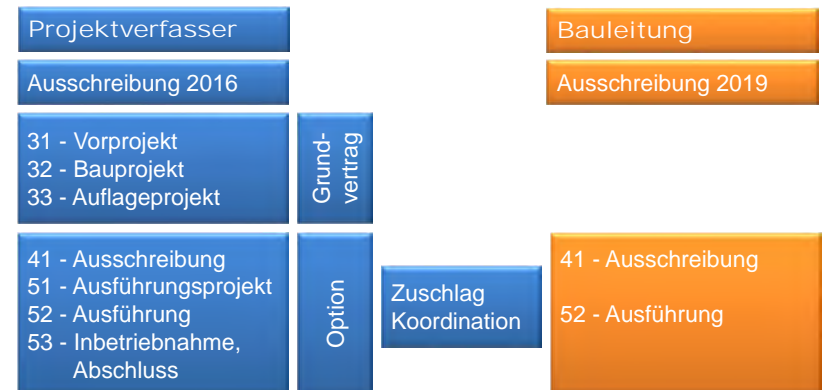 Projektverfasser
Bauleitung
Ausschreibung 2016
Ausschreibung 2019
31 - Vorprojekt
32 - Bauprojekt
33 - Auflageprojekt
Grund-
vertrag
41 - Ausschreibung
51 - Ausführungsprojekt
52 - Ausführung
53 - Inbetriebnahme,
Abschluss
Option
Zuschlag
Koordination
41 - Ausschreibung
52 - Ausführung